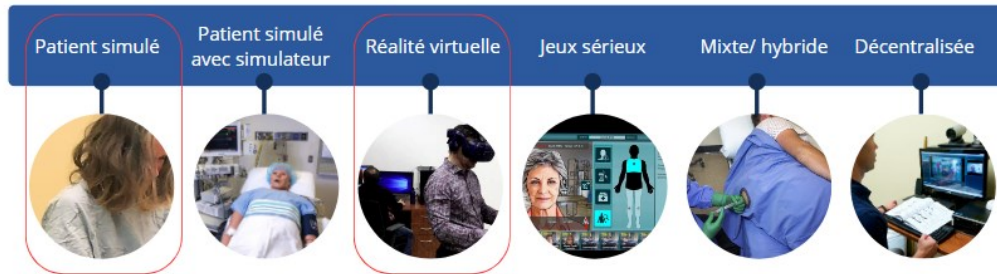 Patient simulé
Patient simulé
avec simulateur
Réalité virtuelle
Jeux sérieux
Mixte/ hybride
Décentralisée